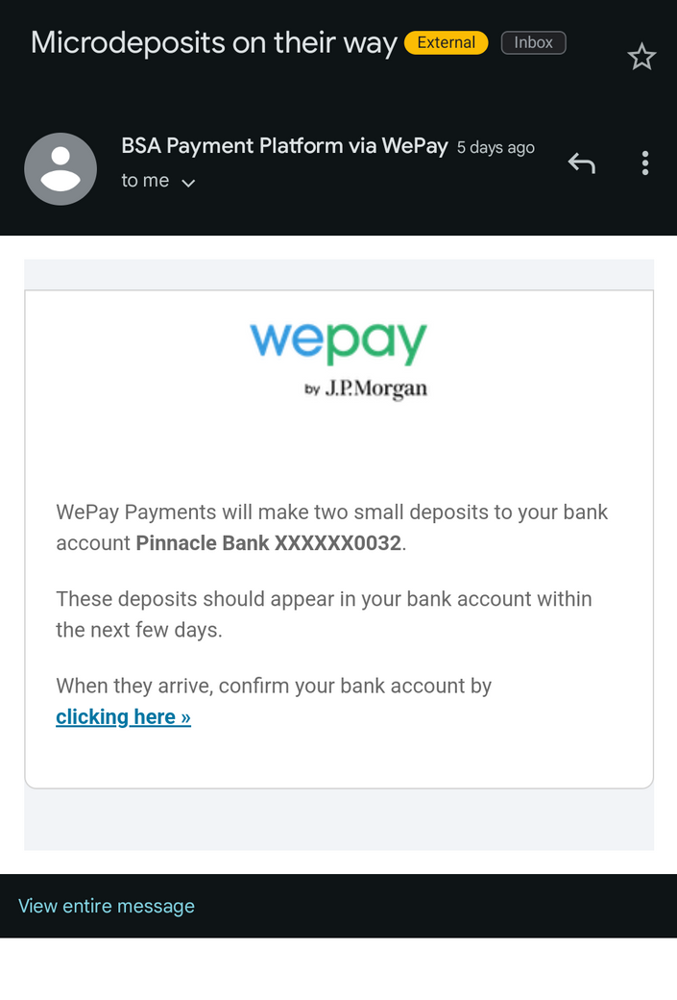 Microdeposits on their way External Inbox
BSA Payment Platform via WePay 5 days ago
to me
wepay
by J.P.Morgan
WePay Payments will make two small deposits to your bank
account Pinnacle Bank XXXXXX0032.
These deposits should appear in your bank account within
the next few days.
When they arrive, confirm your bank account by
clicking here »
View entire message